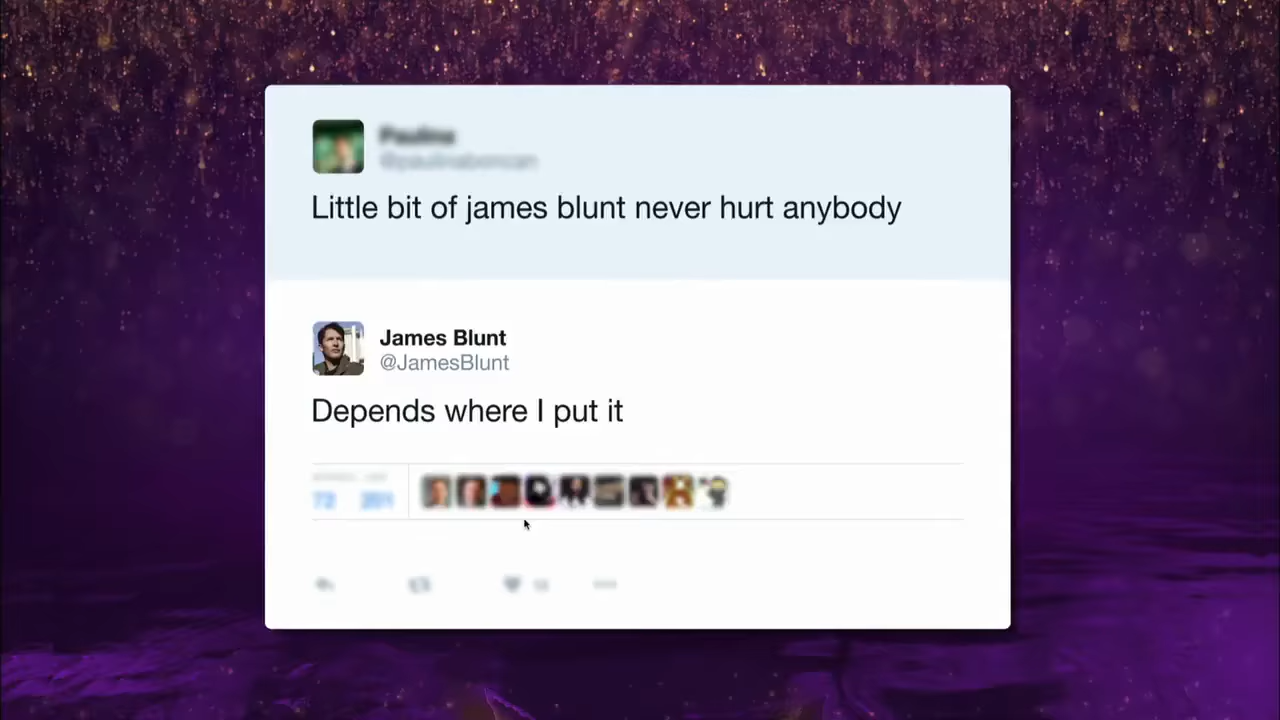 Little bit of james blunt never hurt anybody
James Blunt
@JamesBlunt
Depends where I put it